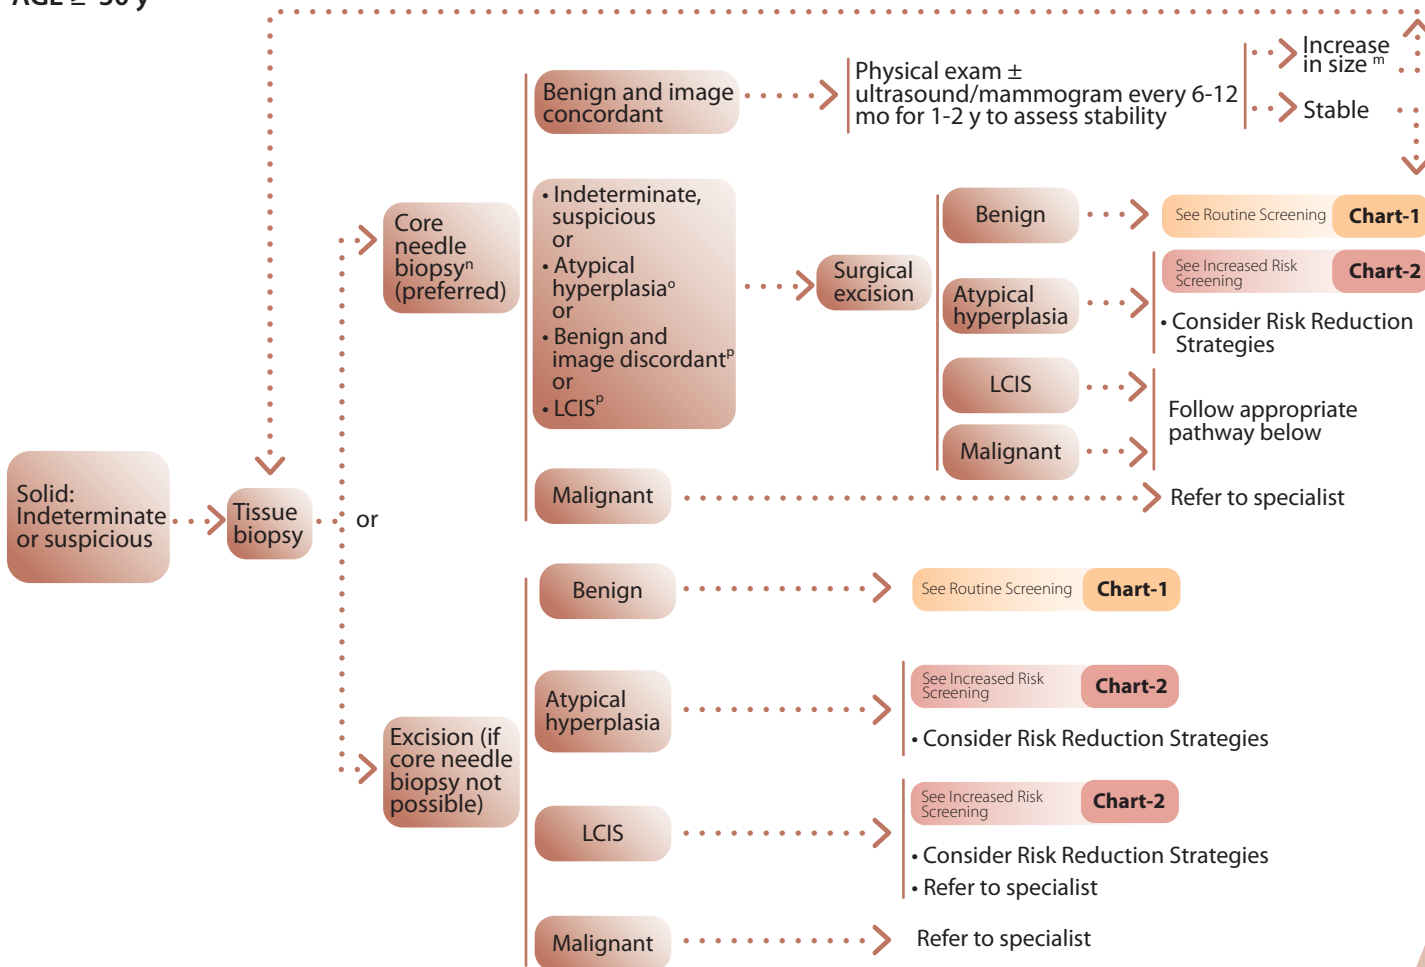 AGE ≥ 30 y
Benign and image
concordant
Physical exam ±
ultrasound/mammogram every 6-12
mo for 1-2 y to assess stability
Increase
in size m
Stable
Core
needle
biopsyn
(preferred)
• Indeterminate,
suspicious
or
• Atypical
hyperplasiao
or
• Benign and
image discordantp
or
• LCISp
Surgical
excision
Benign
See Routine Screening Chart-1
Atypical
hyperplasia
See Increased Risk
Screening
Chart-2
• Consider Risk Reduction
Strategies
LCIS
Malignant
Follow appropriate
pathway below
Malignant
Refer to specialist
Solid:
Indeterminate
or suspicious
Tissue
biopsy
or
Excision (if
core needle
biopsy not
possible)
Benign
See Routine Screening Chart-1
Atypical
hyperplasia
See Increased Risk
Screening
Chart-2
• Consider Risk Reduction Strategies
LCIS
See Increased Risk
Screening
Chart-2
• Consider Risk Reduction Strategies
• Refer to specialist
Malignant
Refer to specialist